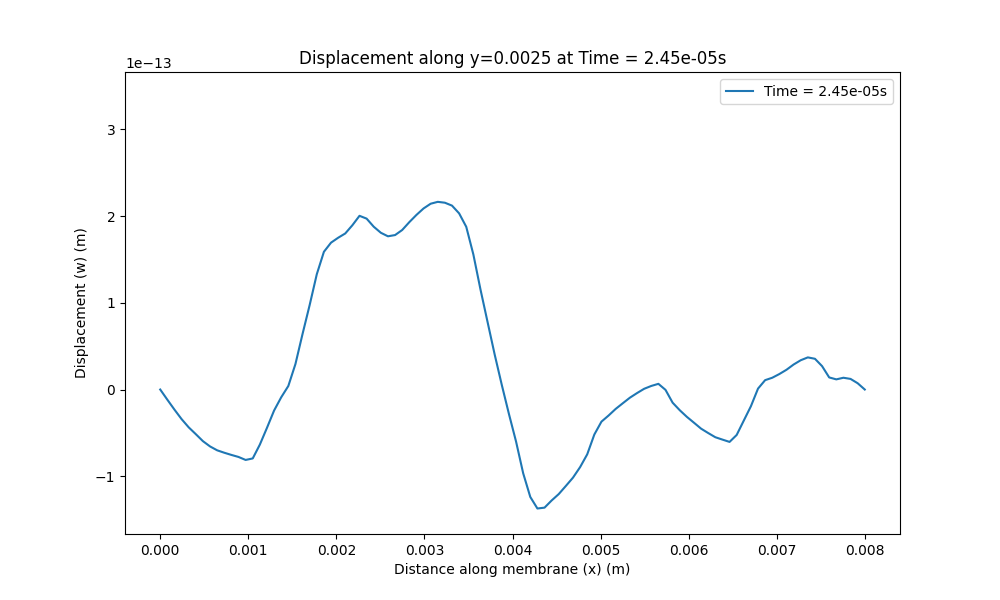 Displacement along y=0.0025 at Time = 2.45e-05s
1e−13
Time = 2.45e-05s
3
2
1
0
−1
Displacement (w) (m)
0.000 0.001 0.002 0.003 0.004 0.005 0.006 0.007 0.008
Distance along membrane (x) (m)